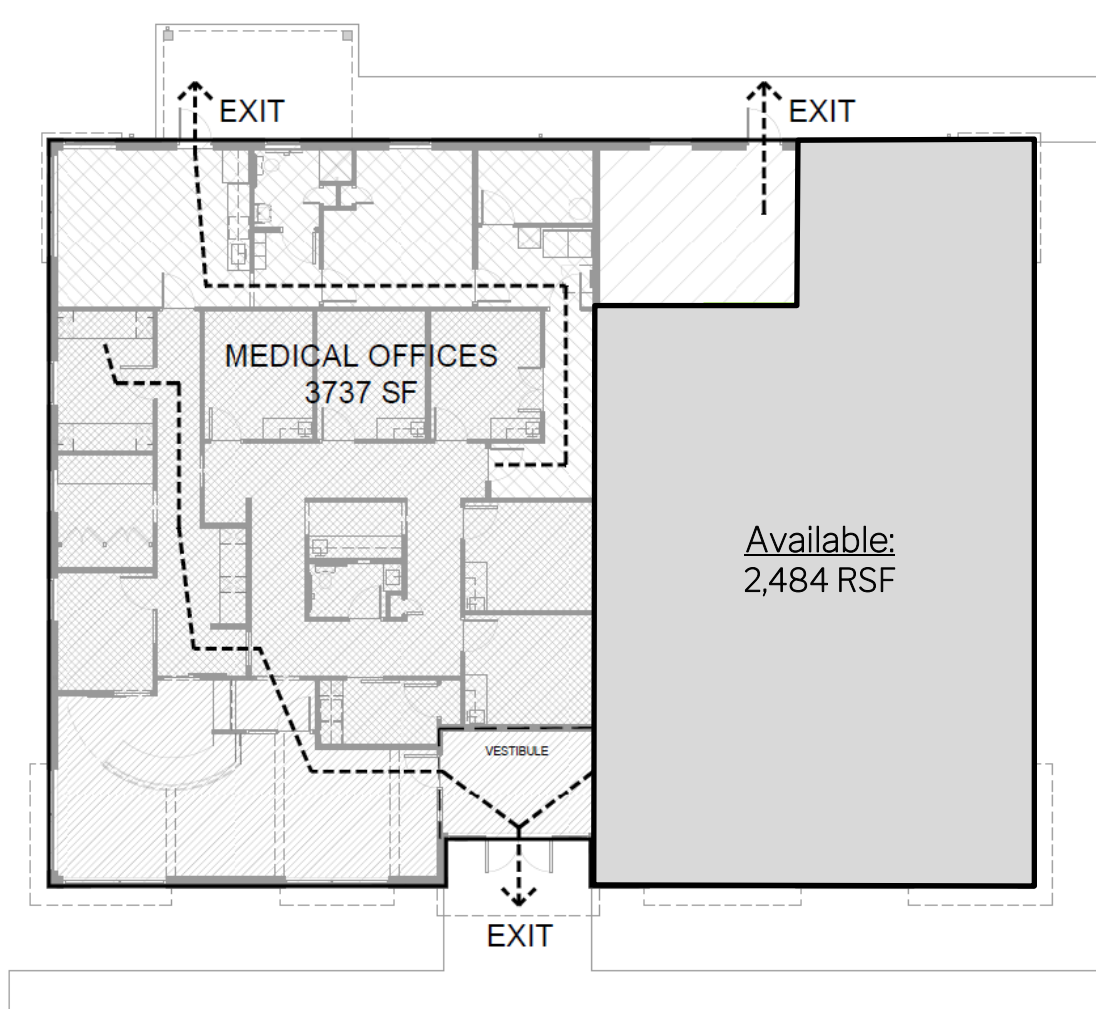 EXIT
EXIT
MEDICAL OFFICES
3737 SF
Available:
2,484 RSF
VESTIBULE
EXIT